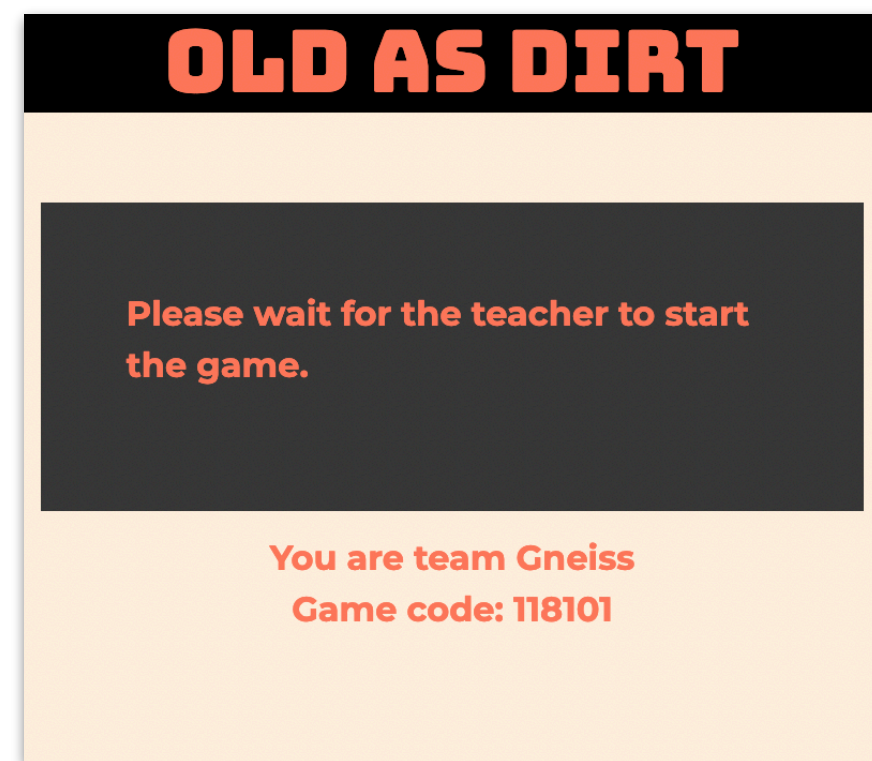 OLD AS DIRT
Please wait for the teacher to start
the game.
You are team Gneiss
Game code: 118101